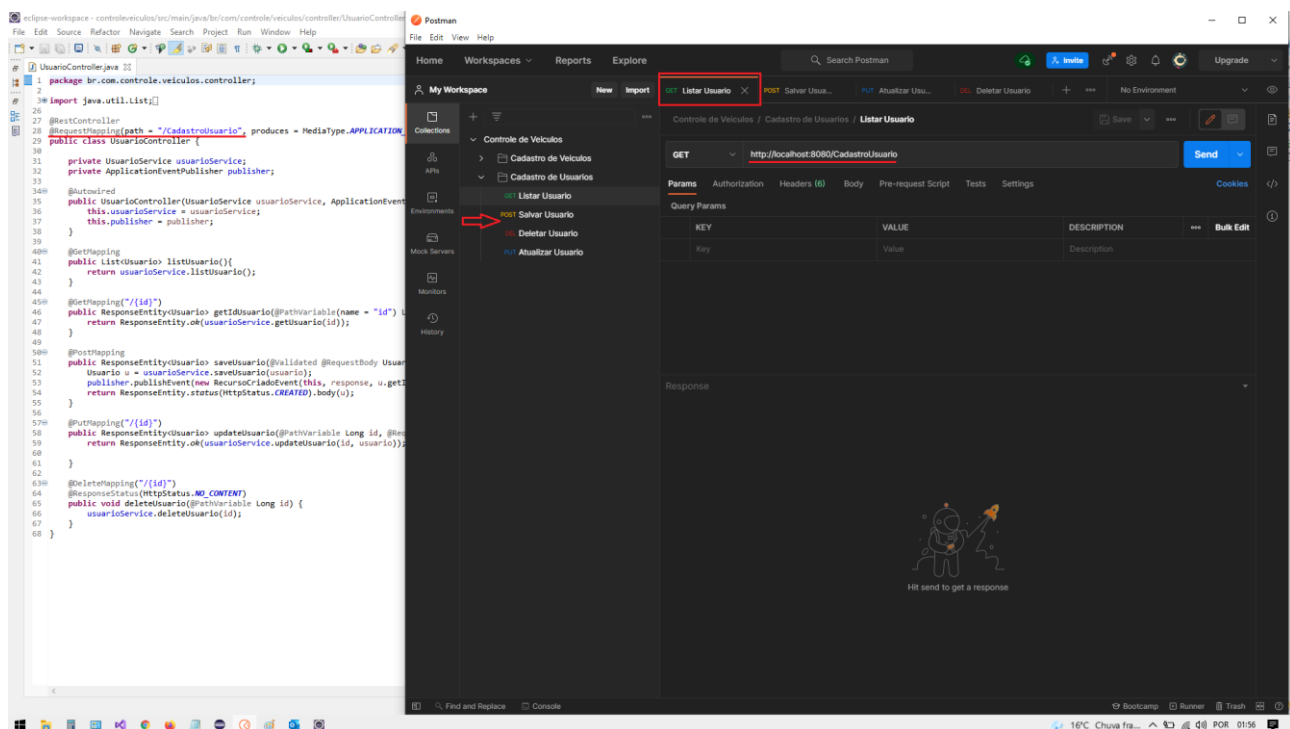 eclipse-workspace - controleveiculos/src/main/java/br/com/controle/veiculos/controller/UsuarioController
File Edit Source Refactor Navigate Search Project Run Window Help
UsuarioController.java
1 package br.com.controle.veiculos.controller;
2
3 import java.util.List;
26
27 @RestController
28 @RequestMapping(path = "/CadastroUsuario", produces = MediaType.APPLICATION_
29 public class UsuarioController {
30
31 private UsuarioService usuarioService;
32 private ApplicationEventPublisher publisher;
33
34 @Autowired
35 public UsuarioController(UsuarioService usuarioService, ApplicationEvent
36 this.usuarioService = usuarioService;
37 this.publisher = publisher;
38 }
39
40 @GetMapping
41 public List<Usuario> listUsuario(){
42 return usuarioService.listUsuario();
43 }
44
45 @GetMapping("/{id}")
46 public ResponseEntity<Usuario> getIdUsuario(@PathVariable(name = "id") L
47 return ResponseEntity.ok(usuarioService.getUsuario(id));
48 }
49
50 @PostMapping
51 public ResponseEntity<Usuario> saveUsuario(@Validated @RequestBody Usuar
52 Usuario u = usuarioService.saveUsuario(usuario);
53 publisher.publishEvent(new RecursoCriadoEvent(this, response, u.getI
54 return ResponseEntity.status(HttpStatus.CREATED).body(u);
55 }
56
57 @PutMapping("/{id}")
58 public ResponseEntity<Usuario> updateUsuario(@PathVariable Long id, @Req
59 return ResponseEntity.ok(usuarioService.updateUsuario(id, usuario));
60
61 }
62
63 @DeleteMapping("/{id}")
64 @ResponseStatus(HttpStatus.NO_CONTENT)
65 public void deleteUsuario(@PathVariable Long id) {
66 usuarioService.deleteUsuario(id);
67 }
68 }
Postman
File Edit View Help
Home Workspaces Reports Explore Search Postman Invite Upgrade
My Workspace New Import GET Listar Usuario POST Salvar Usua... PUT Atualizar Usu... DEL Deletar Usuario No Environment
Collections
APIs
Environments
Mock Servers
Monitors
History
Controle de Veiculos
Cadastro de Veiculos
Cadastro de Usuarios
GET Listar Usuario
POST Salvar Usuario
DEL Deletar Usuario
PUT Atualizar Usuario
Controle de Veiculos / Cadastro de Usuarios / Listar Usuario Save
GET http://localhost:8080/CadastroUsuario Send
Params Authorization Headers (6) Body Pre-request Script Tests Settings Cookies
Query Params
KEY VALUE DESCRIPTION Bulk Edit
Key Value Description
Response
Hit send to get a response
Find and Replace Console Bootcamp Runner Trash
16°C Chuva fra... POR 01:56